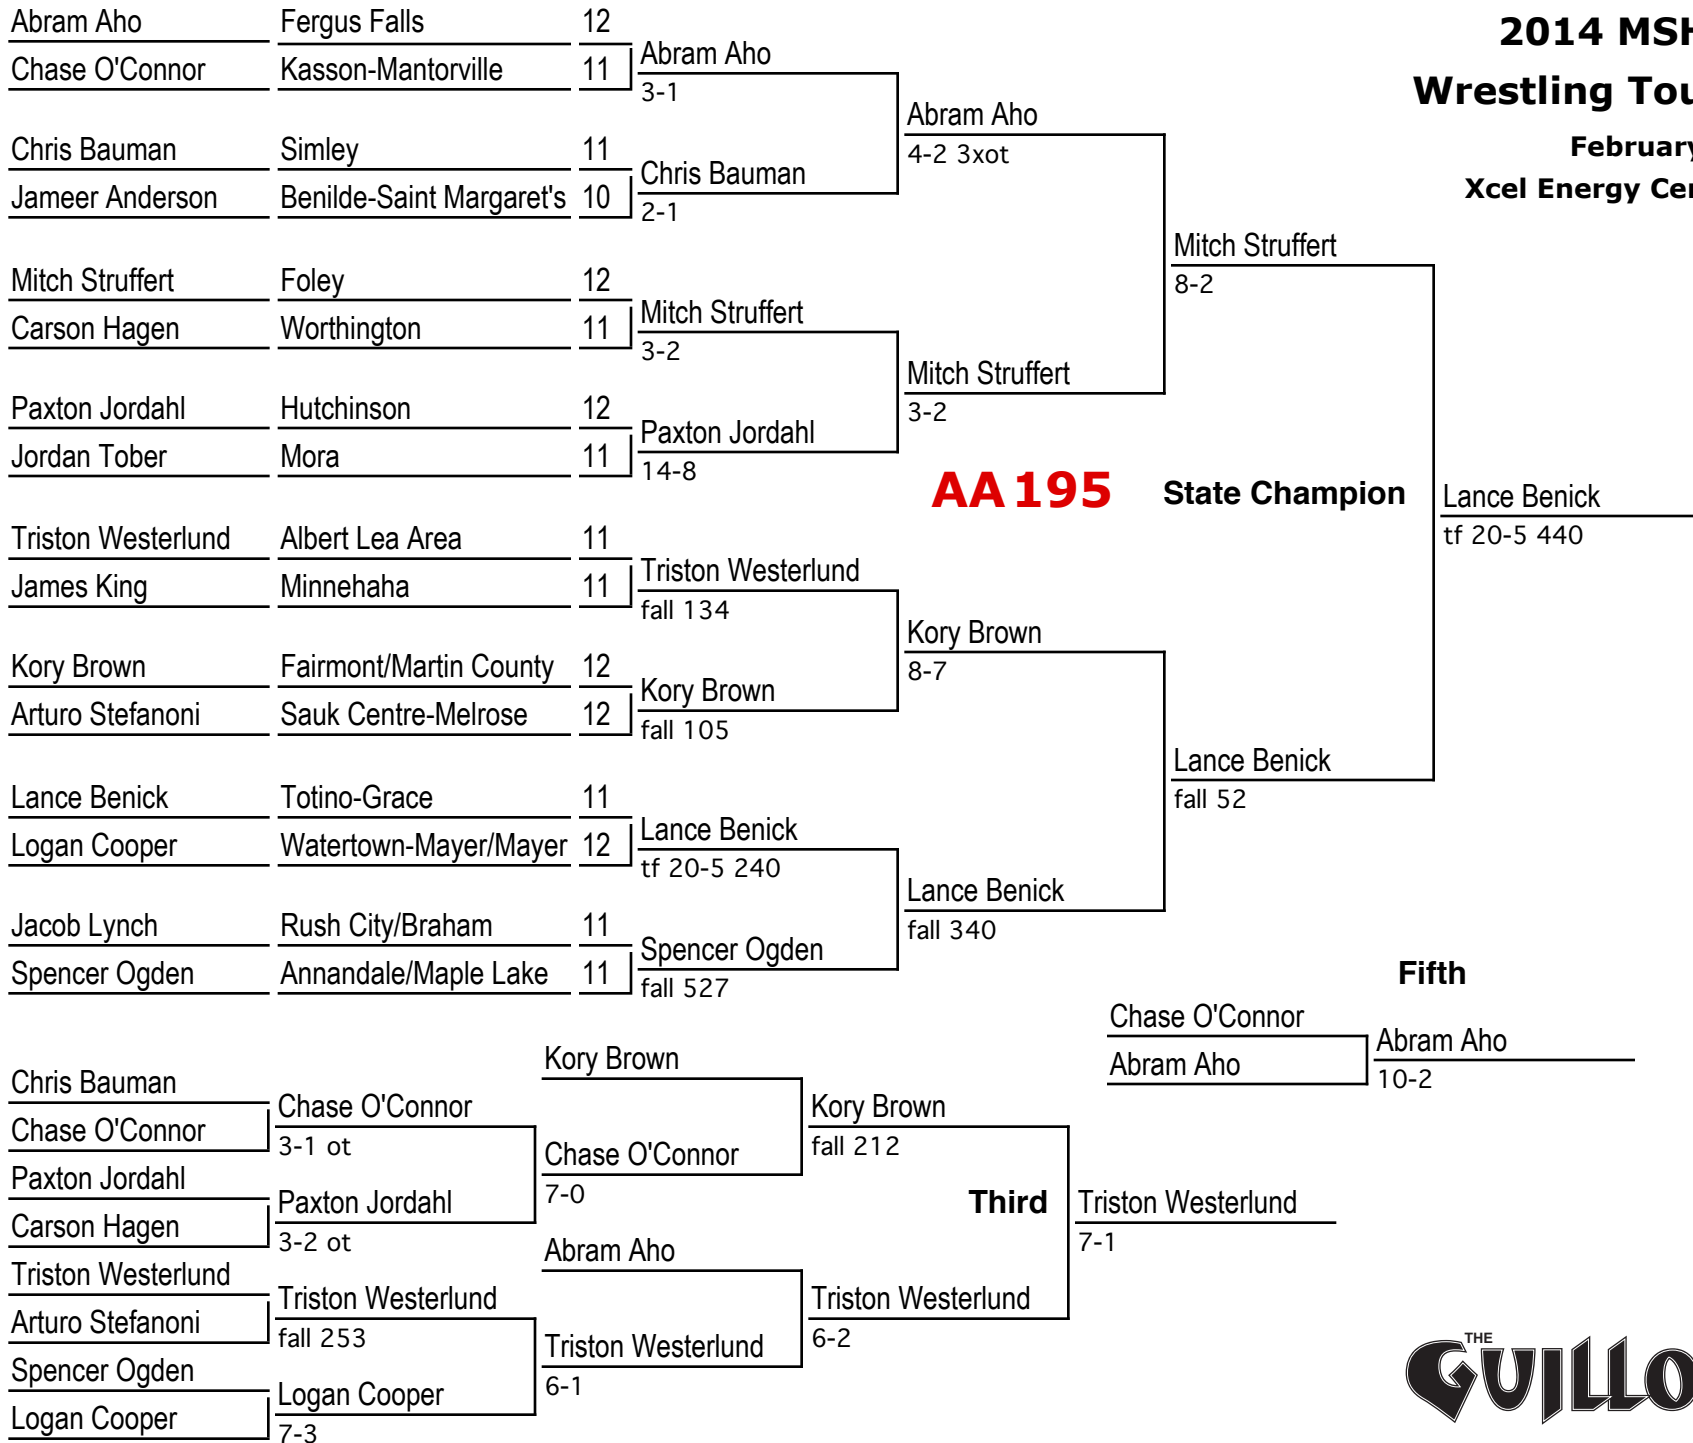 Abram Aho Fergus Falls 12
Chase O'Connor Kasson-Mantorville 11
Abram Aho
3-1
Chris Bauman Simley 11
Jameer Anderson Benilde-Saint Margaret's 10
Chris Bauman
2-1
Abram Aho
4-2 3xot
Mitch Struffert Foley 12
Carson Hagen Worthington 11
Mitch Struffert
3-2
Paxton Jordahl Hutchinson 12
Jordan Tober Mora 11
Paxton Jordahl
14-8
Mitch Struffert
3-2
Mitch Struffert
8-2
Triston Westerlund Albert Lea Area 11
James King Minnehaha 11
Triston Westerlund
fall 134
Kory Brown Fairmont/Martin County 12
Arturo Stefanoni Sauk Centre-Melrose 12
Kory Brown
fall 105
Kory Brown
8-7
Lance Benick Totino-Grace 11
Logan Cooper Watertown-Mayer/Mayer 12
Lance Benick
tf 20-5 240
Jacob Lynch Rush City/Braham 11
Spencer Ogden Annandale/Maple Lake 11
Spencer Ogden
fall 527
Lance Benick
fall 340
Lance Benick
fall 52
2014 MSH
Wrestling Tou
February
Xcel Energy Cen
AA 195 State Champion
Lance Benick
tf 20-5 440
Fifth
Chase O'Connor
Abram Aho
Abram Aho
10-2
Chris Bauman
Chase O'Connor
Chase O'Connor
3-1 ot
Paxton Jordahl
Carson Hagen
Paxton Jordahl
3-2 ot
Triston Westerlund
Arturo Stefanoni
Triston Westerlund
fall 253
Spencer Ogden
Logan Cooper
Logan Cooper
7-3
Kory Brown
Chase O'Connor
7-0
Kory Brown
fall 212
Abram Aho
Triston Westerlund
6-1
Triston Westerlund
6-2
Third
Triston Westerlund
7-1
THE
GUILLO